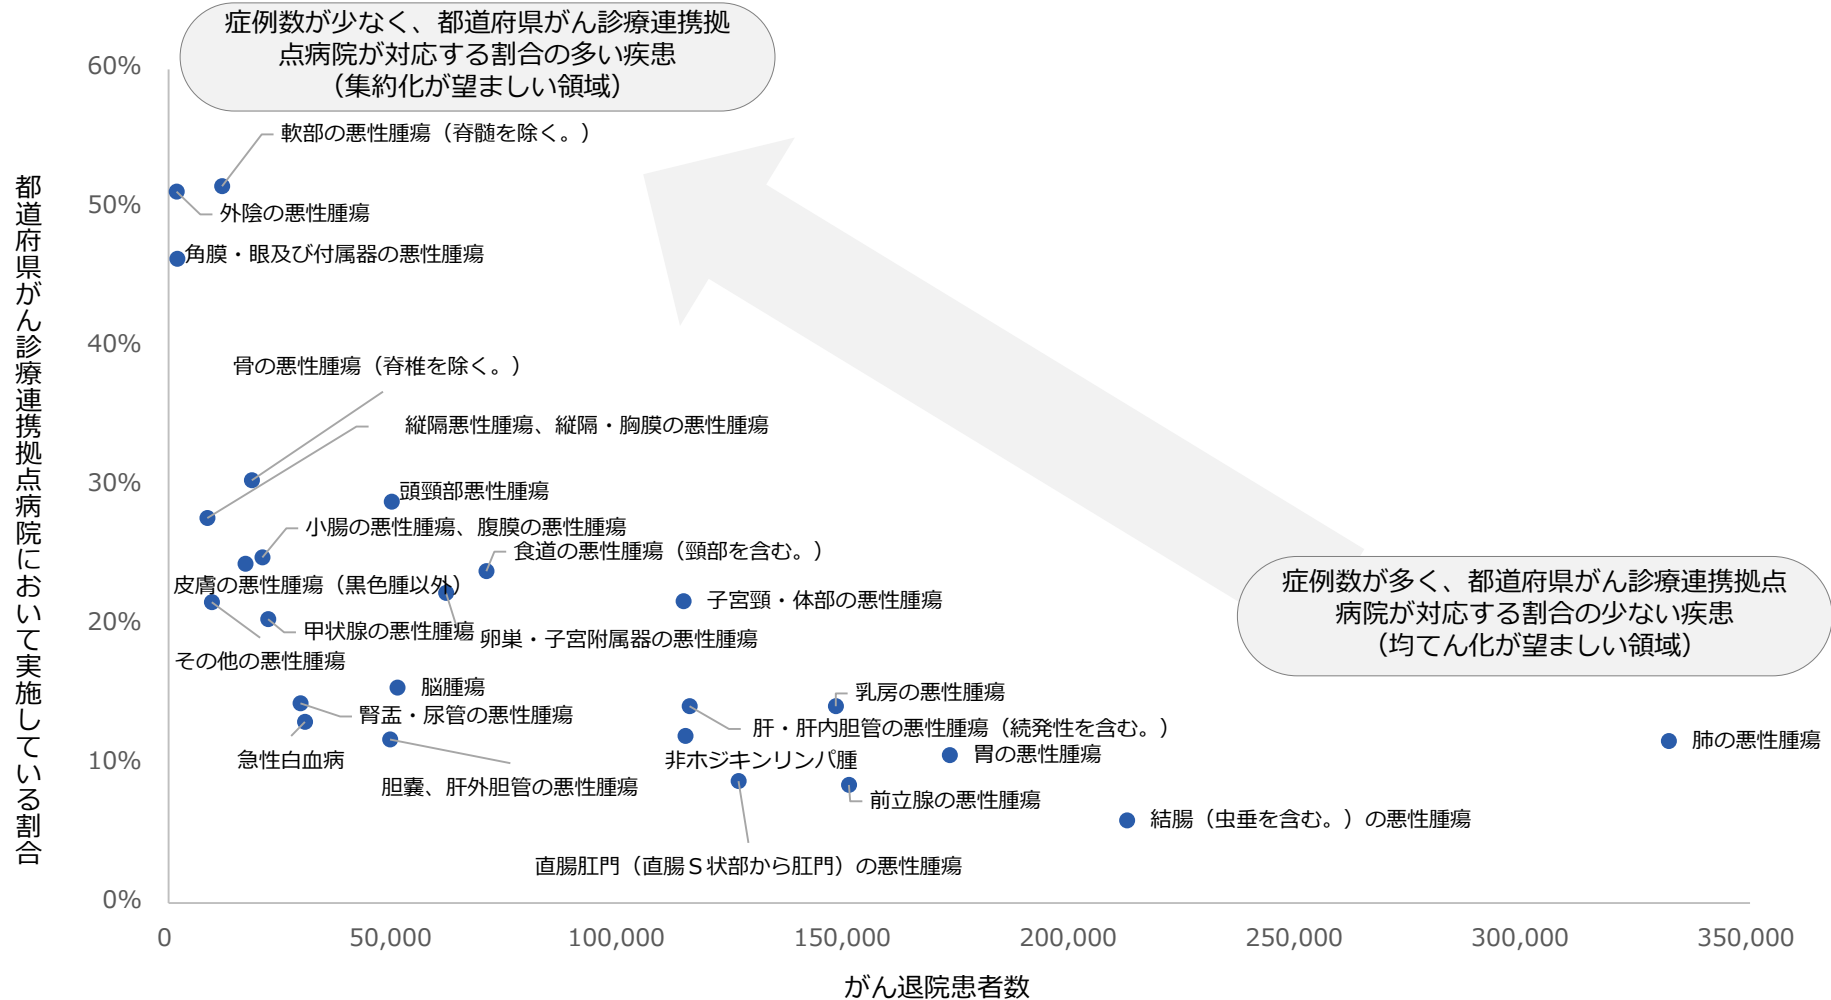 症例数が少なく、都道府県がん診療連携拠
点病院が対応する割合の多い疾患
（集約化が望ましい領域）
60%
軟部の悪性腫瘍（脊髄を除く。）
都道府県がん診療連携拠点病院において実施している割合
50%
外陰の悪性腫瘍
角膜・眼及び付属器の悪性腫瘍
40%
骨の悪性腫瘍（脊椎を除く。）
縦隔悪性腫瘍、縦隔・胸膜の悪性腫瘍
30%
頭頸部悪性腫瘍
小腸の悪性腫瘍、腹膜の悪性腫瘍
食道の悪性腫瘍（頸部を含む。）
皮膚の悪性腫瘍（黒色腫以外）
子宮頸・体部の悪性腫瘍
症例数が多く、都道府県がん診療連携拠点
病院が対応する割合の少ない疾患
（均てん化が望ましい領域）
20%
甲状腺の悪性腫瘍
卵巣・子宮附属器の悪性腫瘍
その他の悪性腫瘍
脳腫瘍
乳房の悪性腫瘍
腎盂・尿管の悪性腫瘍
肝・肝内胆管の悪性腫瘍（続発性を含む。）
肺の悪性腫瘍
急性白血病
非ホジキンリンパ腫
胃の悪性腫瘍
10%
胆嚢、肝外胆管の悪性腫瘍
前立腺の悪性腫瘍
結腸（虫垂を含む。）の悪性腫瘍
直腸肛門（直腸Ｓ状部から肛門）の悪性腫瘍
0%
0 50,000 100,000 150,000 200,000 250,000 300,000 350,000
がん退院患者数